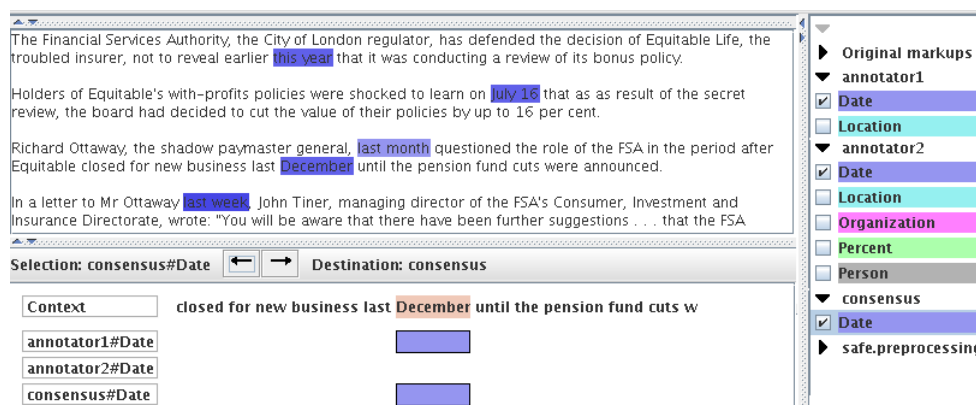 The Financial Services Authority, the City of London regulator, has defended the decision of Equitable Life, the
troubled insurer, not to reveal earlier this year that it was conducting a review of its bonus policy.
Holders of Equitable's with-profits policies were shocked to learn on July 16 that as as result of the secret
review, the board had decided to cut the value of their policies by up to 16 per cent.
Richard Ottaway, the shadow paymaster general, last month questioned the role of the FSA in the period after
Equitable closed for new business last December until the pension fund cuts were announced.
In a letter to Mr Ottaway last week, John Tiner, managing director of the FSA's Consumer, Investment and
Insurance Directorate, wrote: "You will be aware that there have been further suggestions . . . that the FSA
Selection: consensus#Date Destination: consensus
Context closed for new business last December until the pension fund cuts w
annotator1#Date
annotator2#Date
consensus#Date
Original markups
annotator1
Date
Location
annotator2
Date
Location
Organization
Percent
Person
consensus
Date
safe.preprocessing